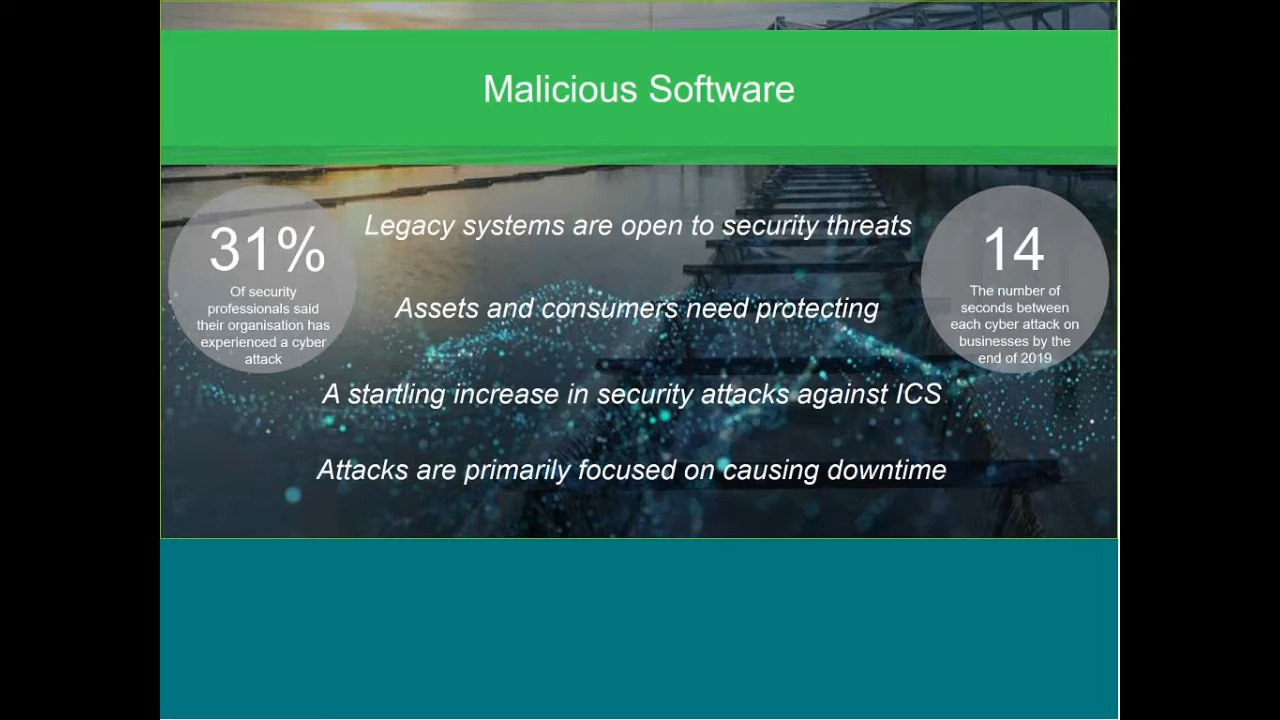 Malicious Software
31%
Of security
professionals said
their organisation has
experienced a cyber
attack
Legacy systems are open to security threats
Assets and consumers need protecting
A startling increase in security attacks against ICS
Attacks are primarily focused on causing downtime
14
The number of
seconds between
each cyber attack on
businesses by the
end of 2019